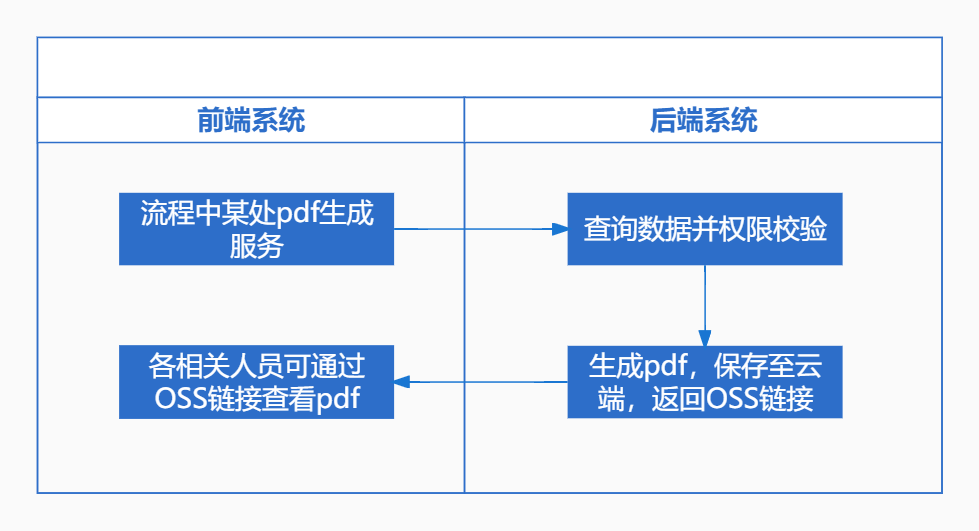 前端系统
后端系统
流程中某处pdf生成
服务
查询数据并权限校验
生成pdf，保存至云
端，返回OSS链接
各相关人员可通过
OSS链接查看pdf